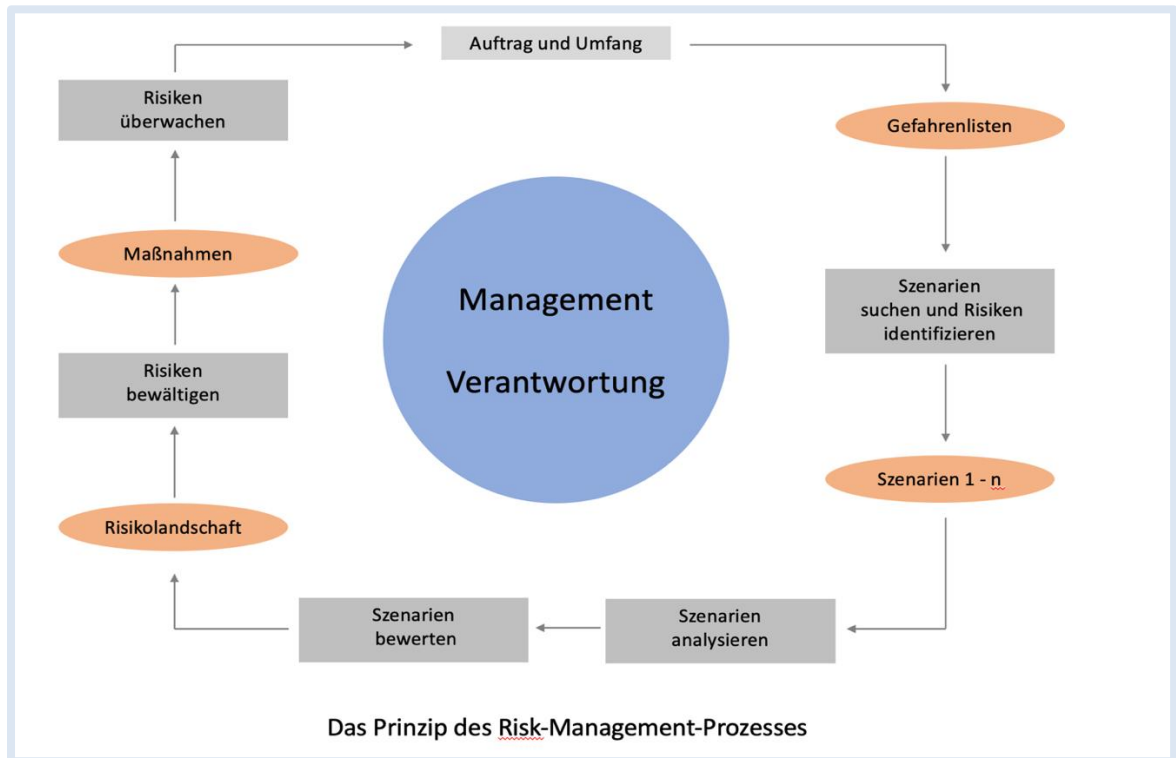 Auftrag und Umfang
Gefahrenlisten
Szenarien
suchen und Risiken
identifizieren
Szenarien 1 - n
Szenarien
analysieren
Szenarien
bewerten
Risikolandschaft
Risiken
bewältigen
Maßnahmen
Risiken
überwachen
Management
Verantwortung
Das Prinzip des Risk-Management-Prozesses